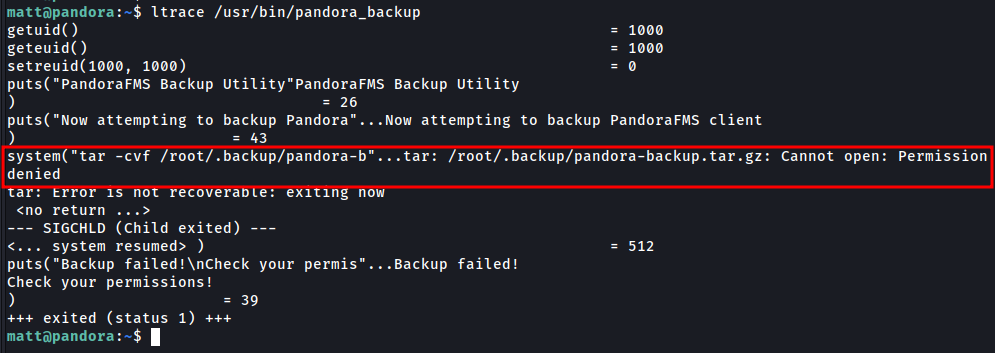 matt@pandora:~$ ltrace /usr/bin/pandora_backup
getuid() = 1000
geteuid() = 1000
setreuid(1000, 1000) = 0
puts("PandoraFMS Backup Utility"PandoraFMS Backup Utility
) = 26
puts("Now attempting to backup Pandora"...Now attempting to backup PandoraFMS client
) = 43
system("tar -cvf /root/.backup/pandora-b"...tar: /root/.backup/pandora-backup.tar.gz: Cannot open: Permission
denied
tar: Error is not recoverable: exiting now
<no return ...>
--- SIGCHLD (Child exited) ---
<... system resumed> ) = 512
puts("Backup failed!\nCheck your permis"...Backup failed!
Check your permissions!
) = 39
+++ exited (status 1) +++
matt@pandora:~$